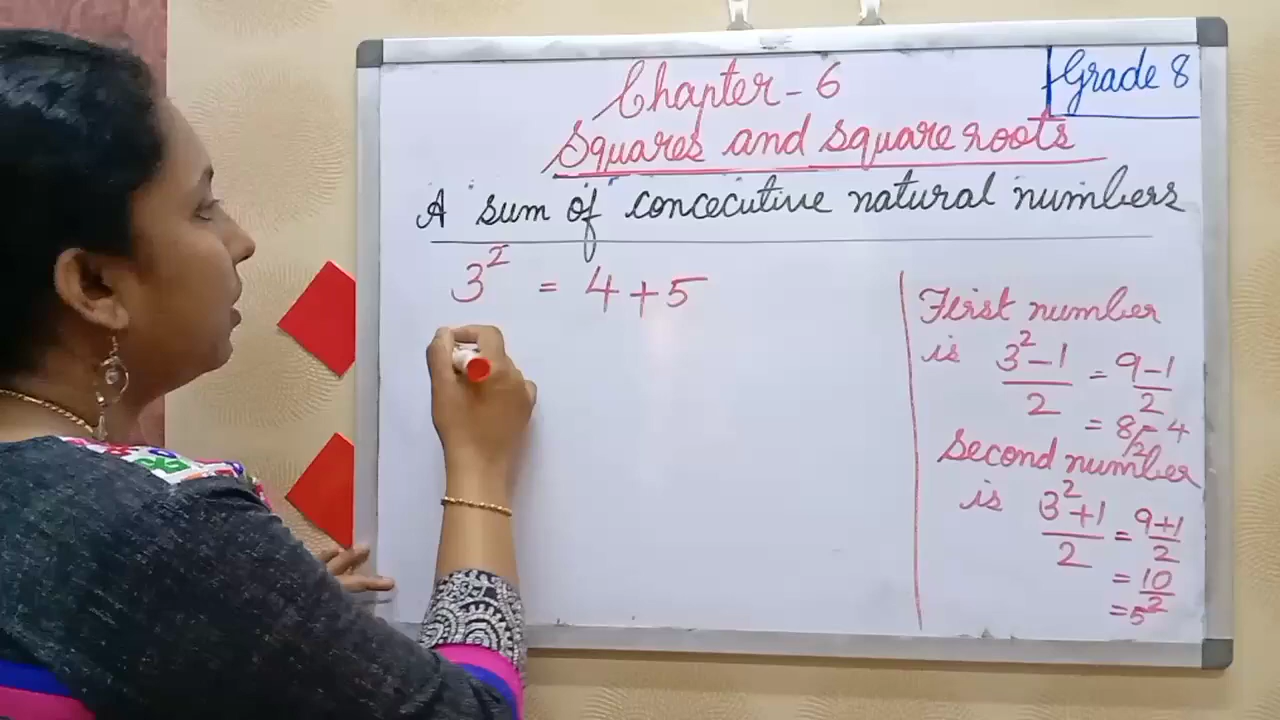 Chapter - 6
Grade 8
Squares and square roots
A sum of concecutive natural numbers
3² = 4 + 5
First number
is 3² - 1 / 2 = 9 - 1 / 2
= 8/2 = 4
Second number
is 3² + 1 / 2 = 9 + 1 / 2
= 10 / 2
= 5